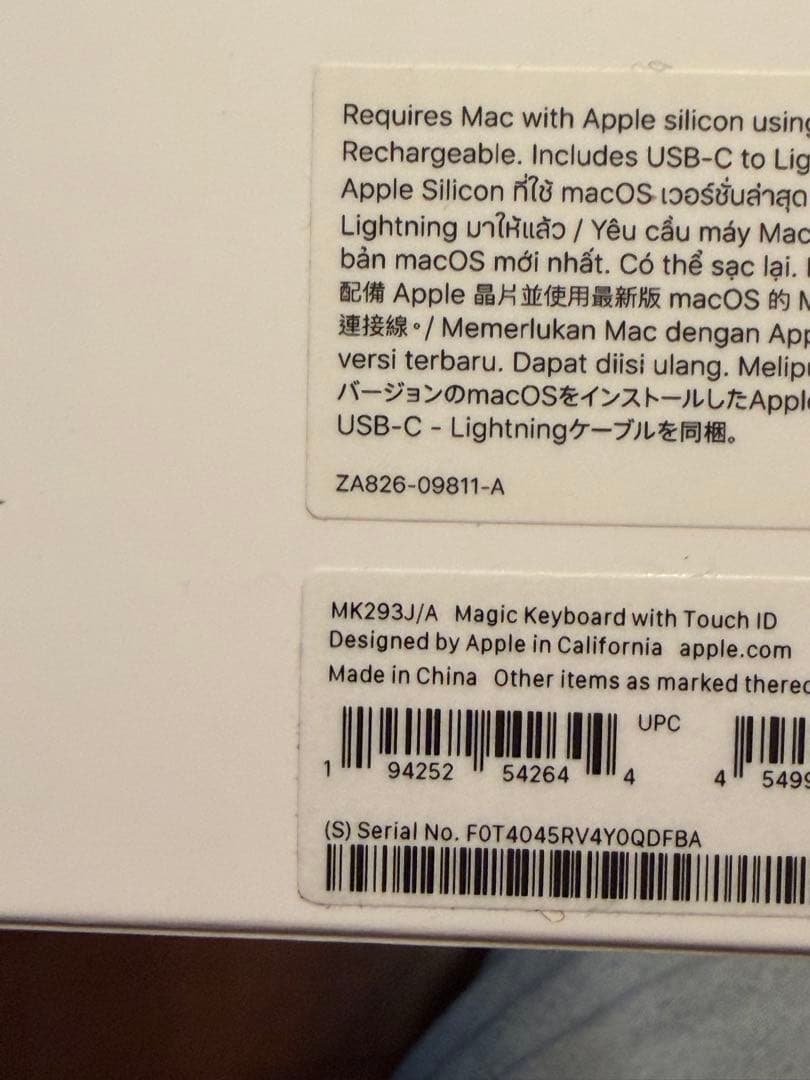 Requires Mac with Apple silicon using
Rechargeable. Includes USB-C to Lig
Apple Silicon ที่ใช้ macOS เวอร์ชั่นล่าสุด
Lightning มาให้แล้ว / Yêu cầu máy Mac
bản macOS mới nhất. Có thể sạc lại.
配備 Apple 晶片並使用最新版 macOS 的 M
連接線。/ Memerlukan Mac dengan App
versi terbaru. Dapat diisi ulang. Melipu
バージョンのmacOSをインストールしたApple
USB-C - Lightningケーブルを同梱。
ZA826-09811-A
MK293J/A Magic Keyboard with Touch ID
Designed by Apple in California apple.com
Made in China Other items as marked thereo
UPC
1 94252 54264 4 4 5499
(S) Serial No. F0T4045RV4Y0QDFBA